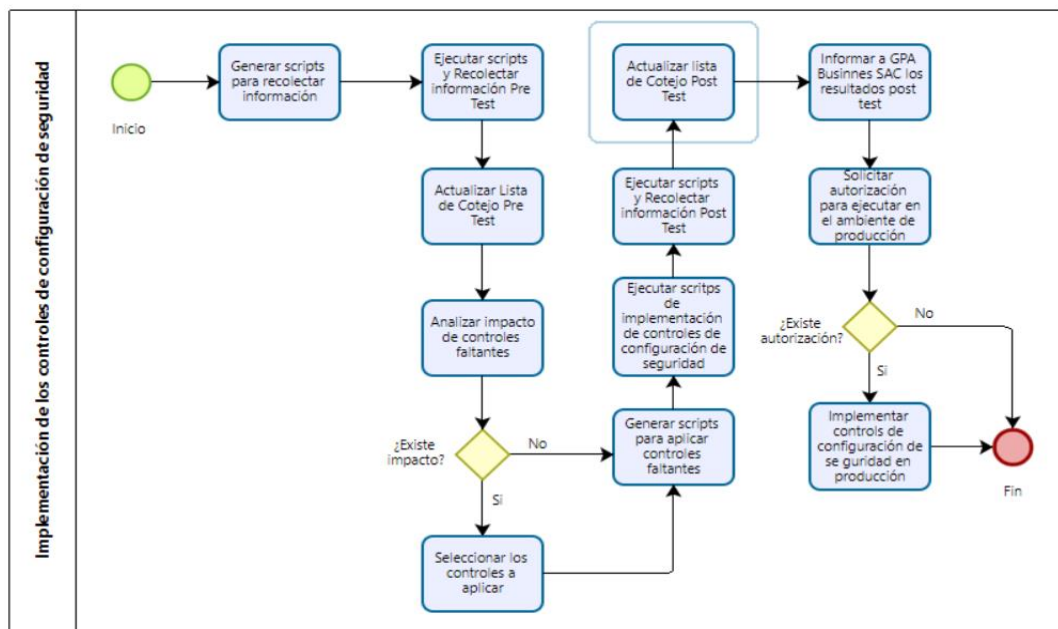 Implementación de los controles de configuración de seguridad
Inicio
Generar scripts
para recolectar
información
Ejecutar scripts
y Recolectar
información Pre
Test
Actualizar Lista
de Cotejo Pre
Test
Analizar impacto
de controles
faltantes
¿Existe
impacto?
No
Si
Seleccionar los
controles a
aplicar
Generar scripts
para aplicar
controles
faltantes
Ejecutar scritps
de
implementación
de controles de
configuración de
seguridad
Ejecutar scripts
y Recolectar
información Post
Test
Actualizar lista
de Cotejo Post
Test
Informar a GPA
Businnes SAC los
resultados post
test
Solicitar
autorización
para ejecutar en
el ambiente de
producción
¿Existe
autorización?
No
Si
Implementar
controls de
configuración de
se guridad en
producción
Fin